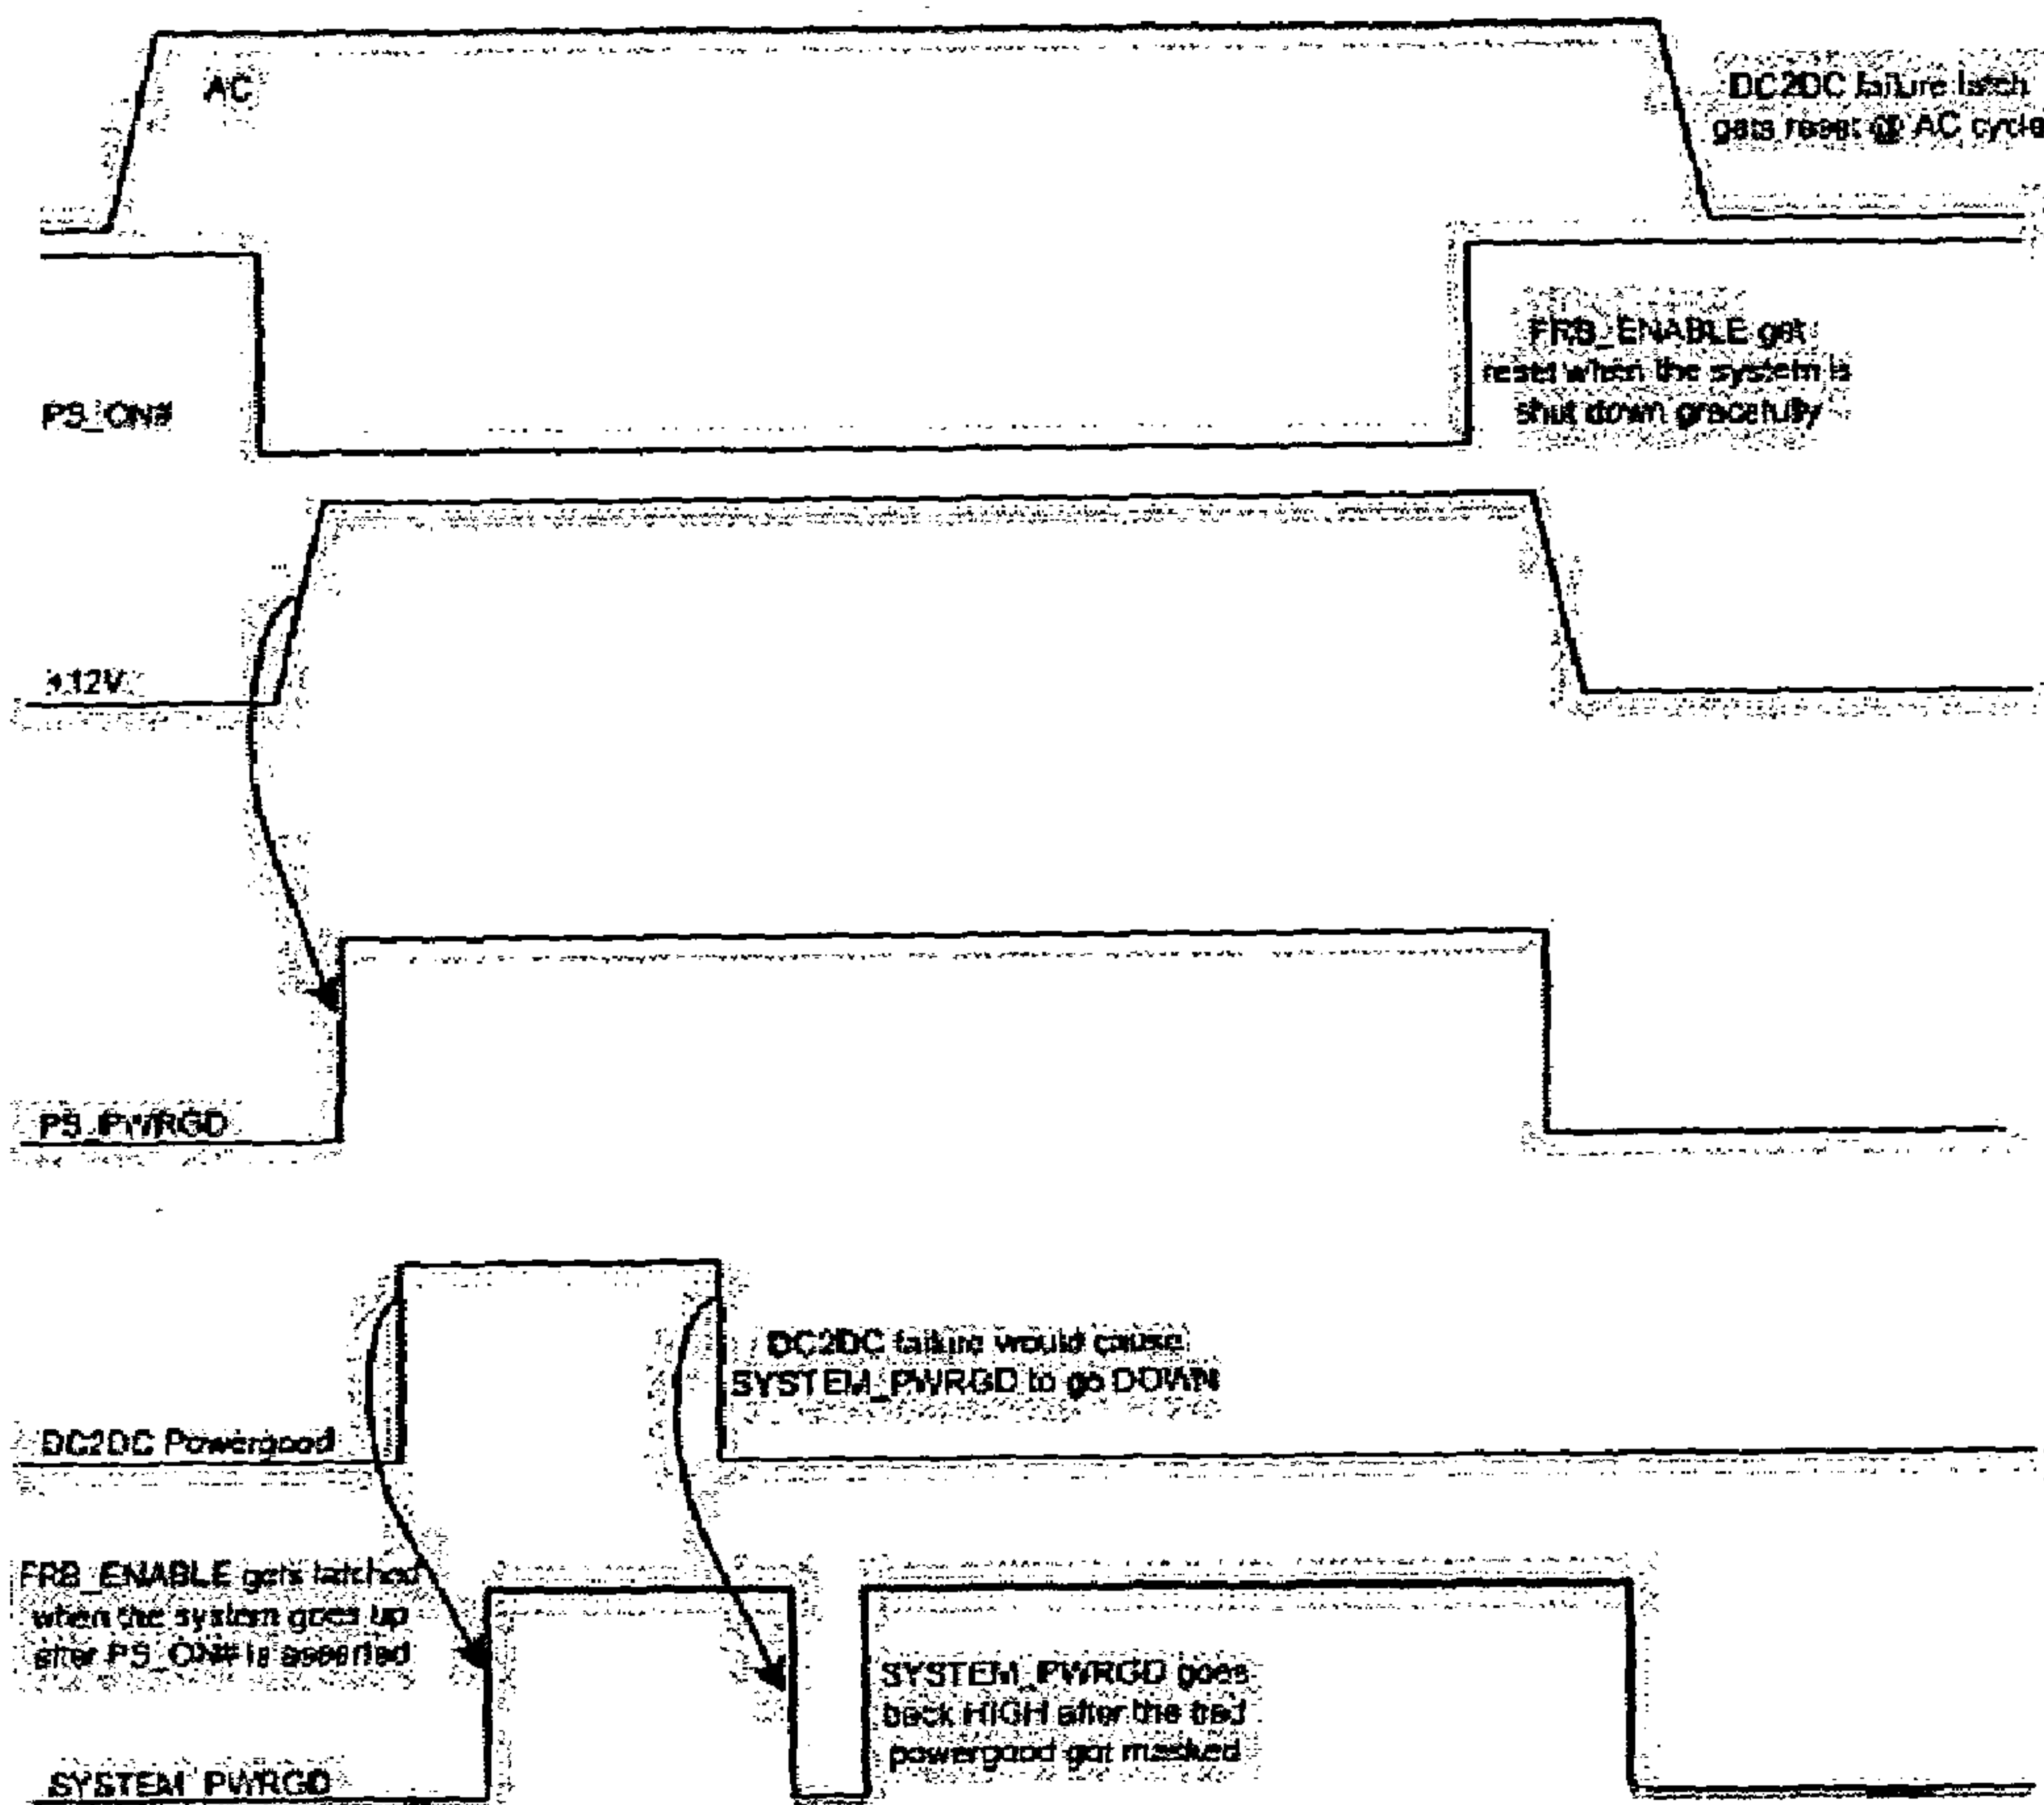 AC
DC2DC failure latch
gets reset @ AC cycle
PS_ON#
FRB_ENABLE get
reset when the system is
shut down gracefully
+12V
PS_PWRGD
DC2DC failure would cause
SYSTEM_PWRGD to go DOWN
DC2DC Powergood
FRB_ENABLE gets latched
when the system goes up
after PS_ON# is asserted
SYSTEM_PWRGD goes
back HIGH after the bad
powergood got masked
SYSTEM_PWRGD